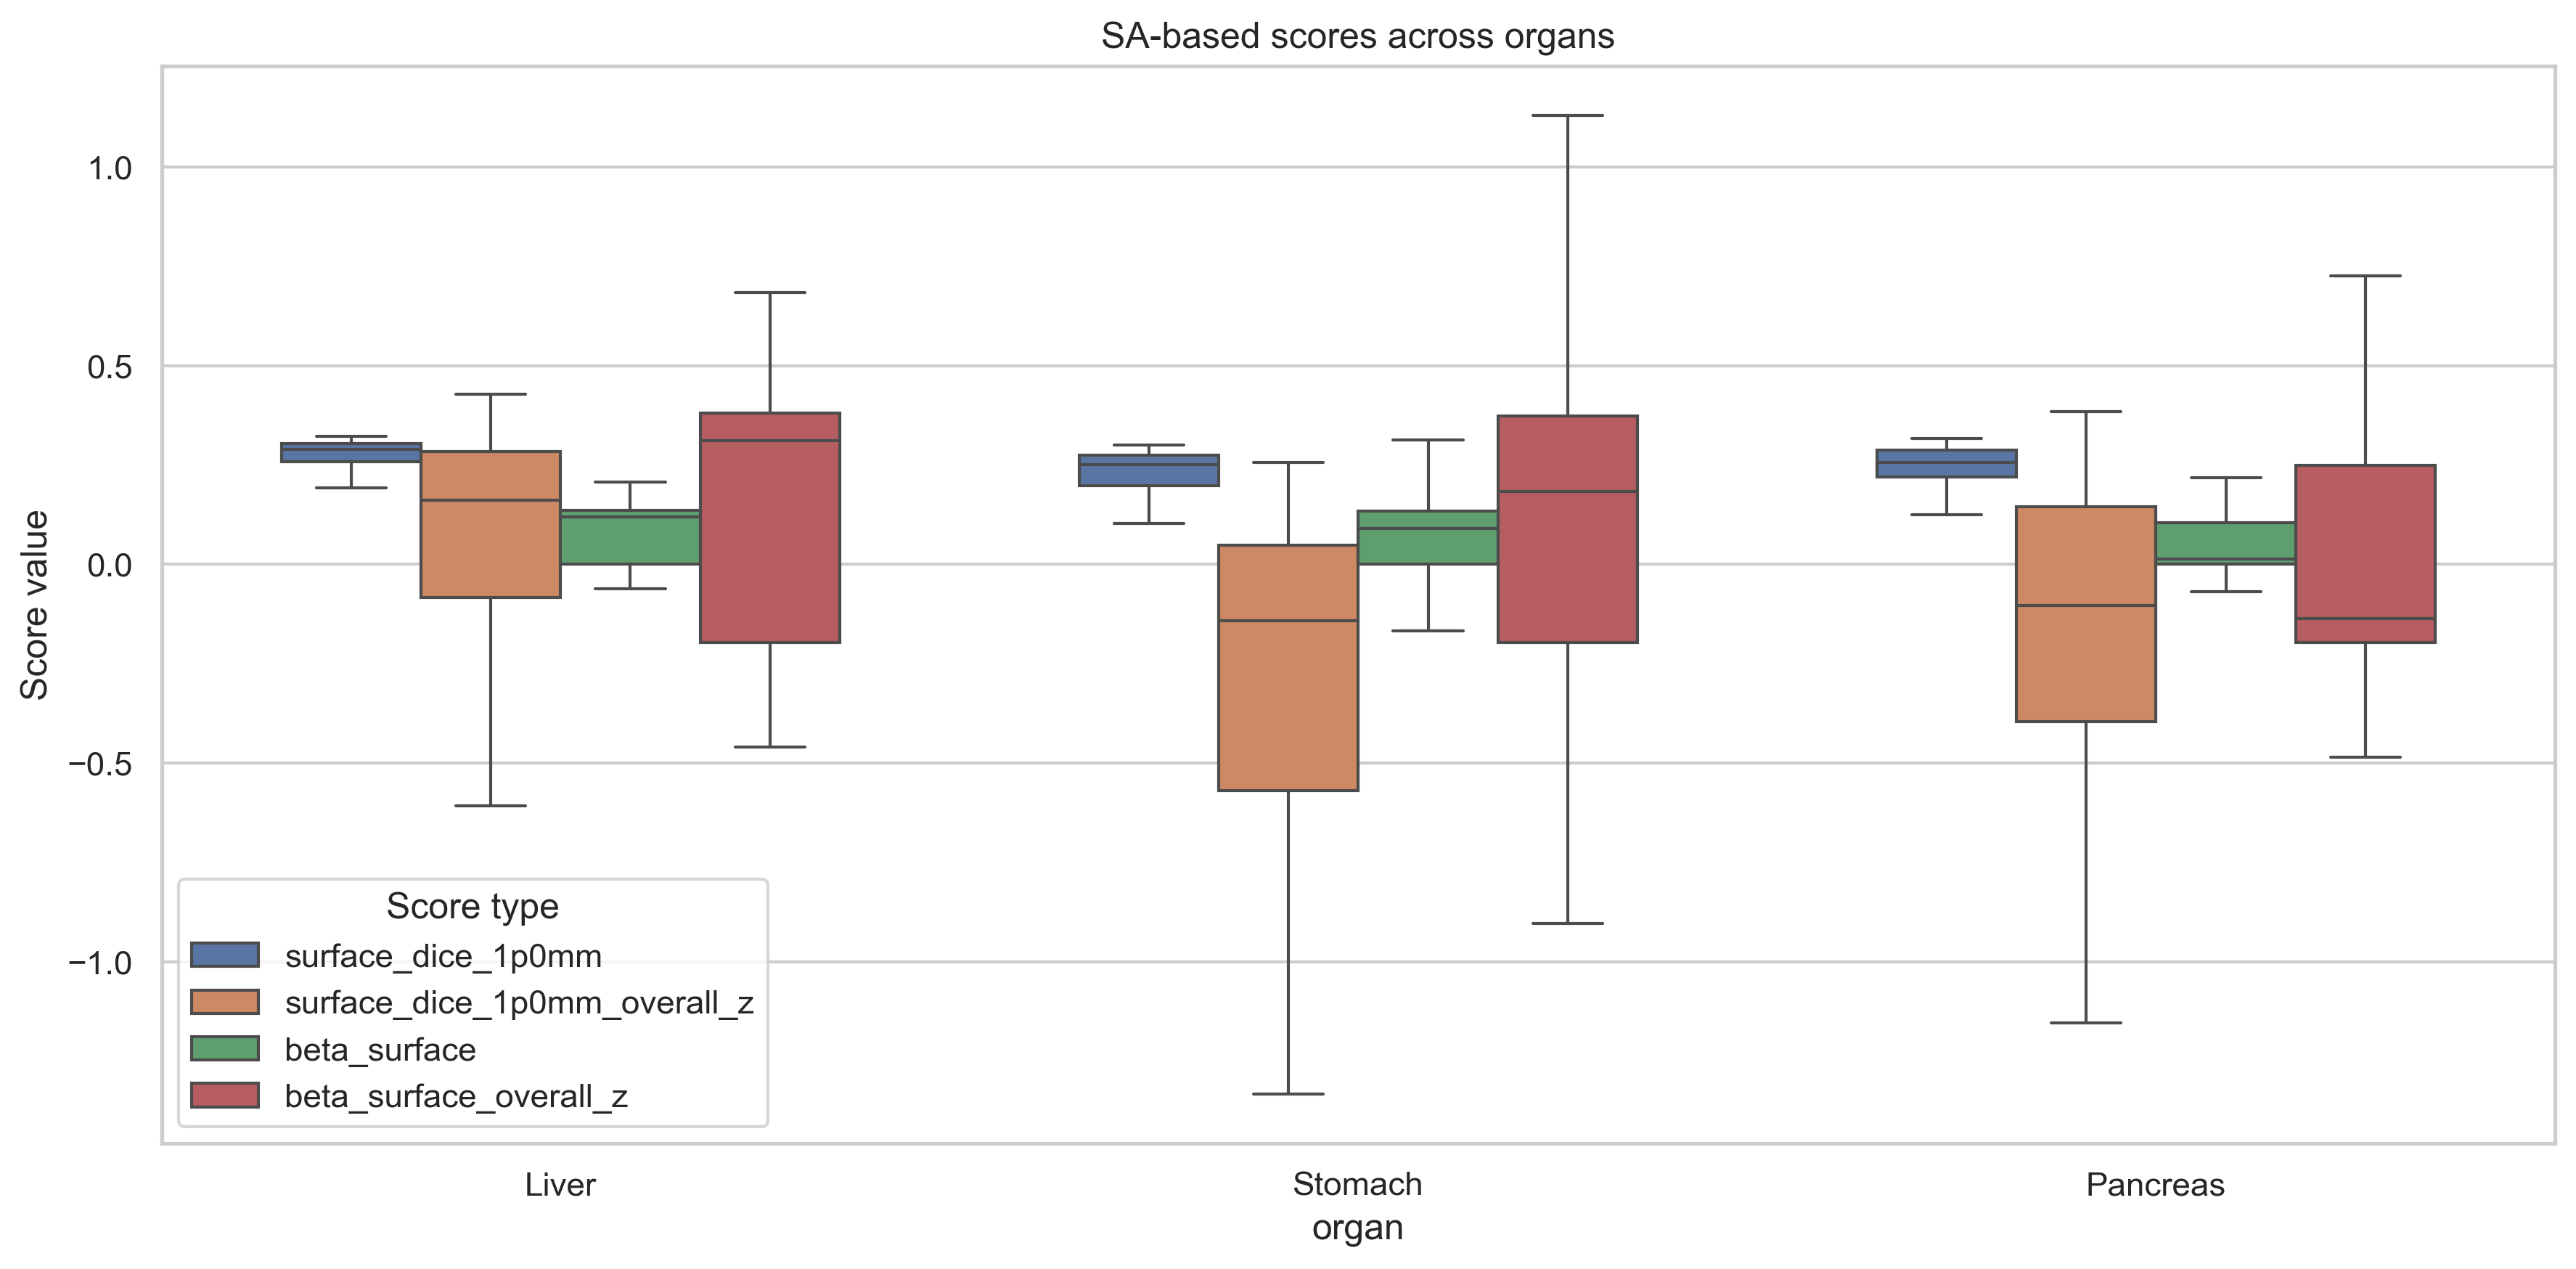 SA-based scores across organs
Score value
1.0
0.5
0.0
−0.5
−1.0
Score type
surface_dice_1p0mm
surface_dice_1p0mm_overall_z
beta_surface
beta_surface_overall_z
Liver
Stomach
Pancreas
organ